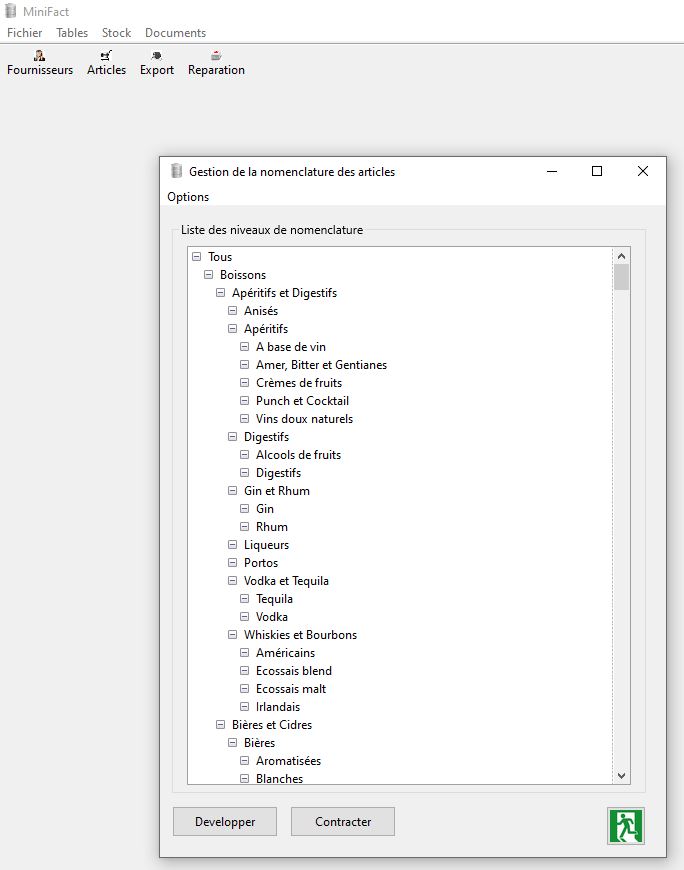 MiniFact
Fichier Tables Stock Documents
Fournisseurs Articles Export Reparation
Gestion de la nomenclature des articles
Options
Liste des niveaux de nomenclature
Tous
Boissons
Apéritifs et Digestifs
Anisés
Apéritifs
A base de vin
Amer, Bitter et Gentianes
Crèmes de fruits
Punch et Cocktail
Vins doux naturels
Digestifs
Alcools de fruits
Digestifs
Gin et Rhum
Gin
Rhum
Liqueurs
Portos
Vodka et Tequila
Tequila
Vodka
Whiskies et Bourbons
Américains
Ecossais blend
Ecossais malt
Irlandais
Bières et Cidres
Bières
Aromatisées
Blanches
Developper Contracter